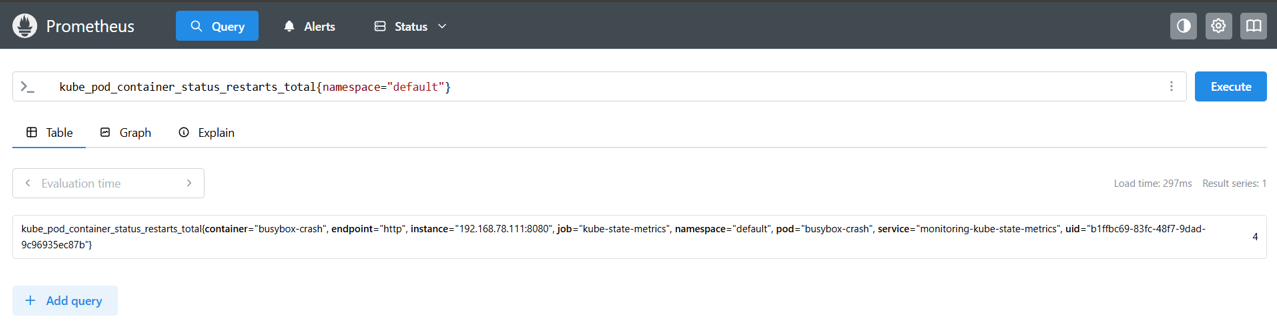 Prometheus Query Alerts Status
>_ kube_pod_container_status_restarts_total{namespace="default"} Execute
Table Graph Explain
Evaluation time Load time: 297ms Result series: 1
kube_pod_container_status_restarts_total{container="busybox-crash", endpoint="http", instance="192.168.78.111:8080", job="kube-state-metrics", namespace="default", pod="busybox-crash", service="monitoring-kube-state-metrics", uid="b1ffbc69-83fc-48f7-9dad-
9c96935ec87b"} 4
+ Add query